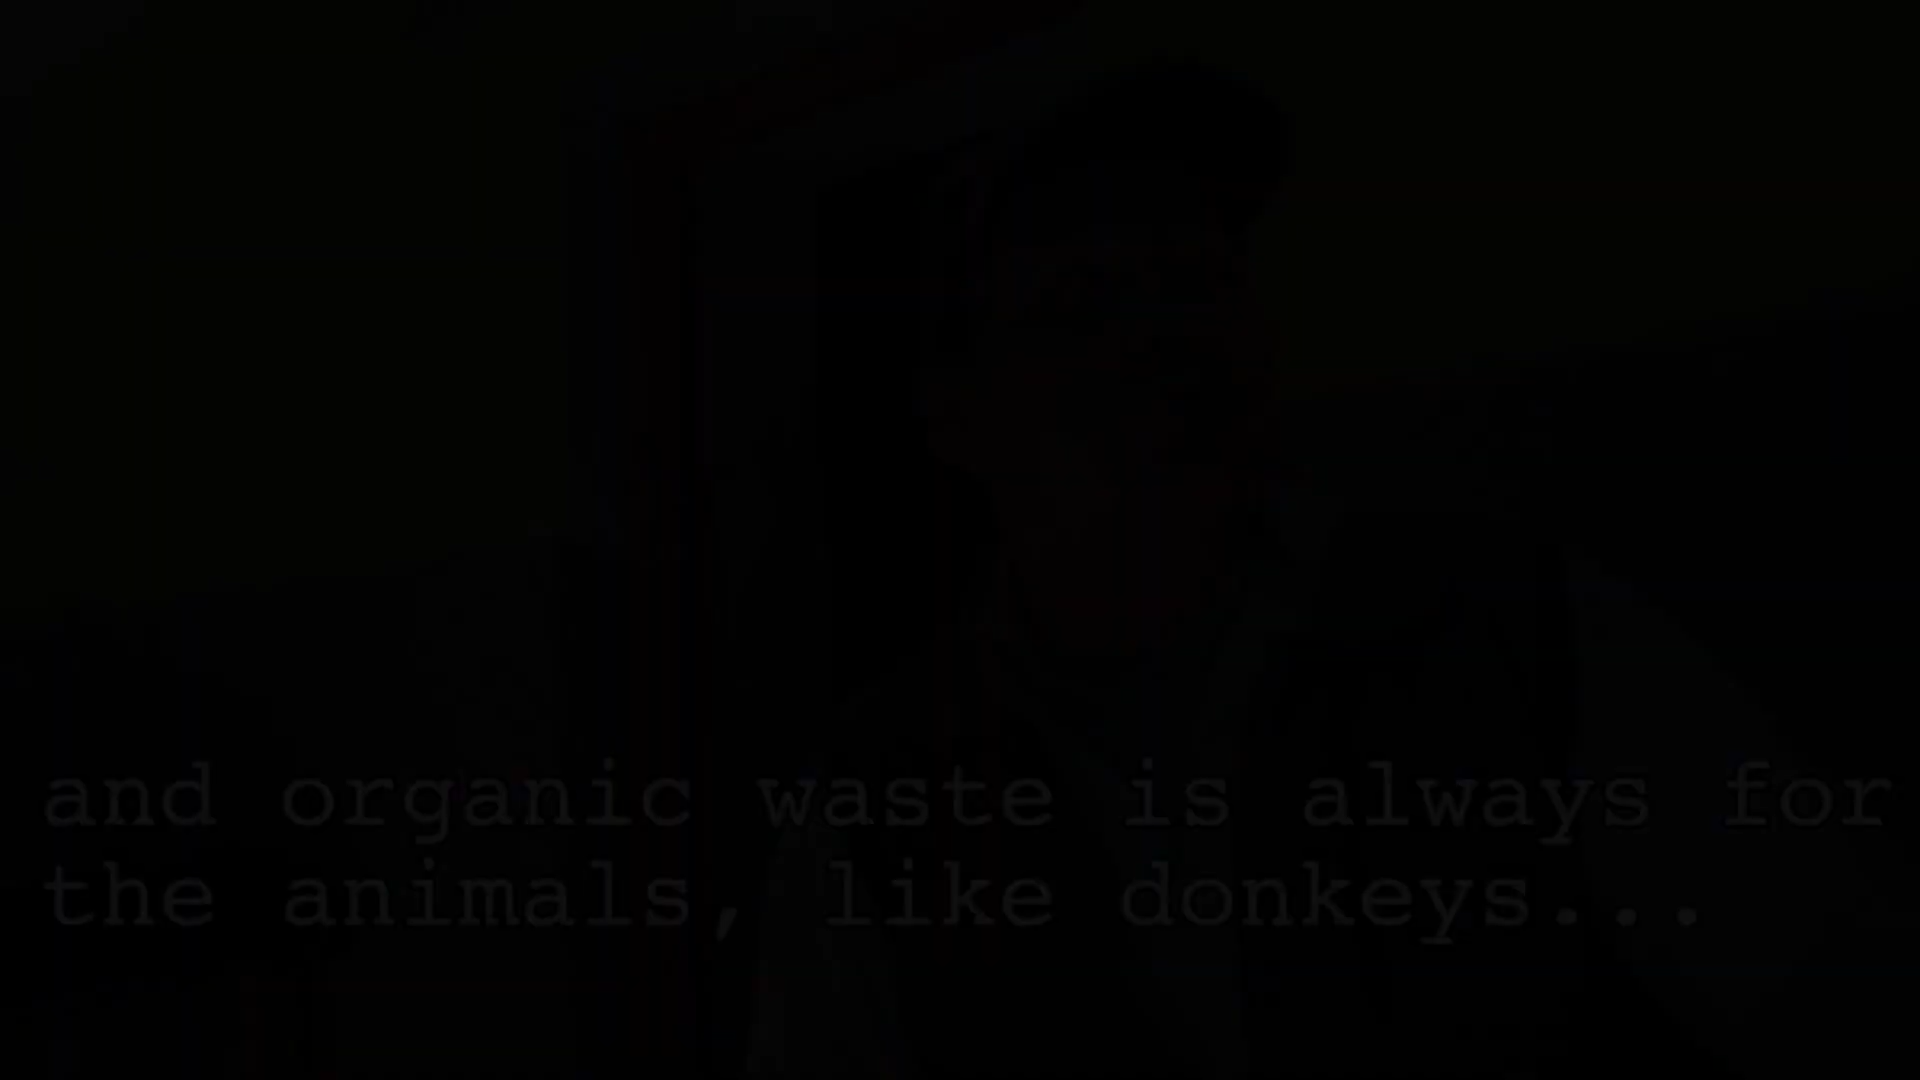 and organic waste is always for
the animals, like donkeys...